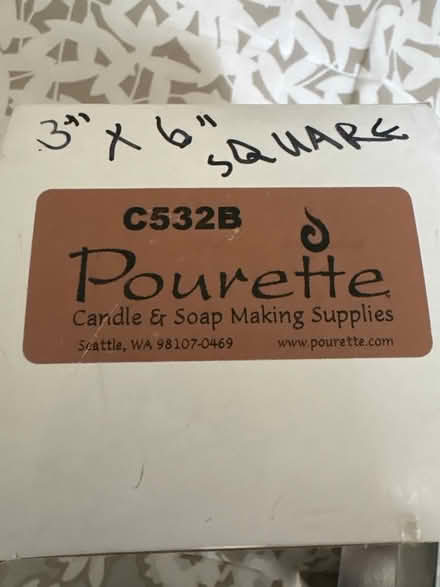 3" X 6" SQUARE
C532B
Pourette
Candle & Soap Making Supplies
Seattle, WA 98107-0469 www.pourette.com